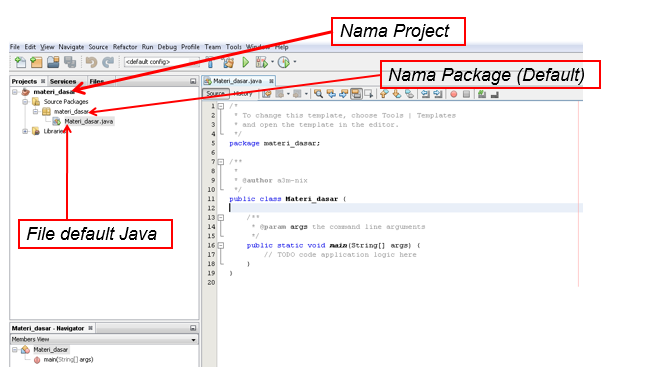 Nama Project
File Edit View Navigate Source Refactor Run Debug Profile Team Tools Window Help
<default config>
Nama Package (Default)
Projects Services Files
materi_dasar
Source Packages
materi_dasar
Materi_dasar.java
Libraries
File default Java
Materi_dasar.java
Source History
1 /*
2 * To change this template, choose Tools | Templates
3 * and open the template in the editor.
4 */
5 package materi_dasar;
6
7 /**
8 *
9 * @author a3m-nix
10 */
11 public class Materi_dasar {
12
13 /**
14 * @param args the command line arguments
15 */
16 public static void main(String[] args) {
17 // TODO code application logic here
18 }
19 }
20
Materi_dasar - Navigator
Members View
Materi_dasar
main(String[] args)